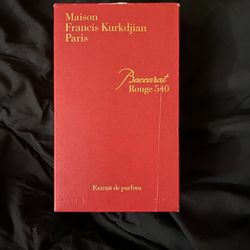 Maison
Francis Kurkdjian
Paris
Baccarat
Rouge 540
Extrait de parfum